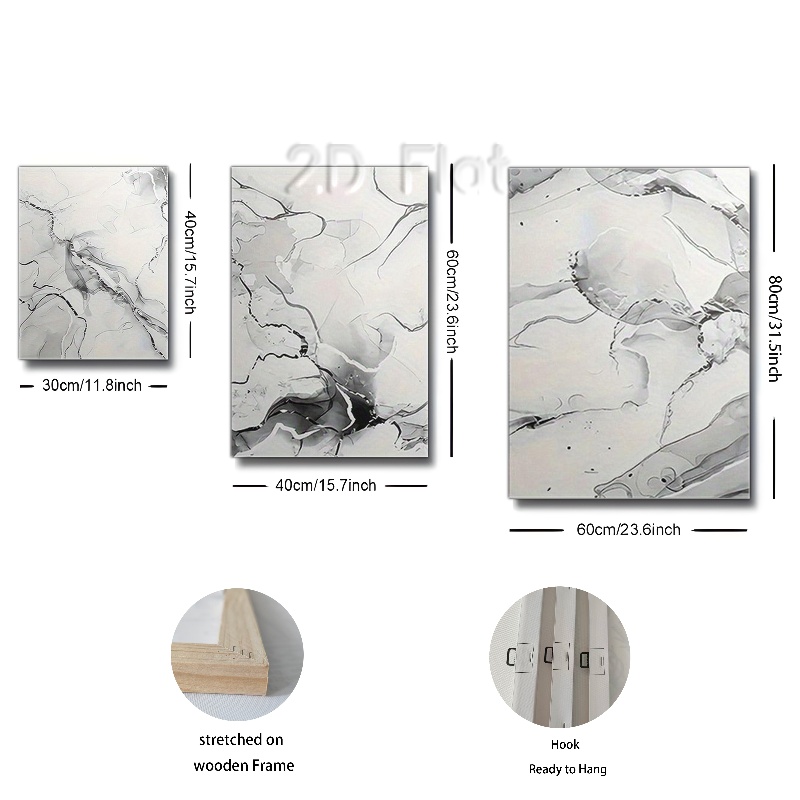 2D Flat
40cm/15.7inch
60cm/23.6inch
80cm/31.5inch
30cm/11.8inch
40cm/15.7inch
60cm/23.6inch
stretched on
wooden Frame
Hook
Ready to Hang